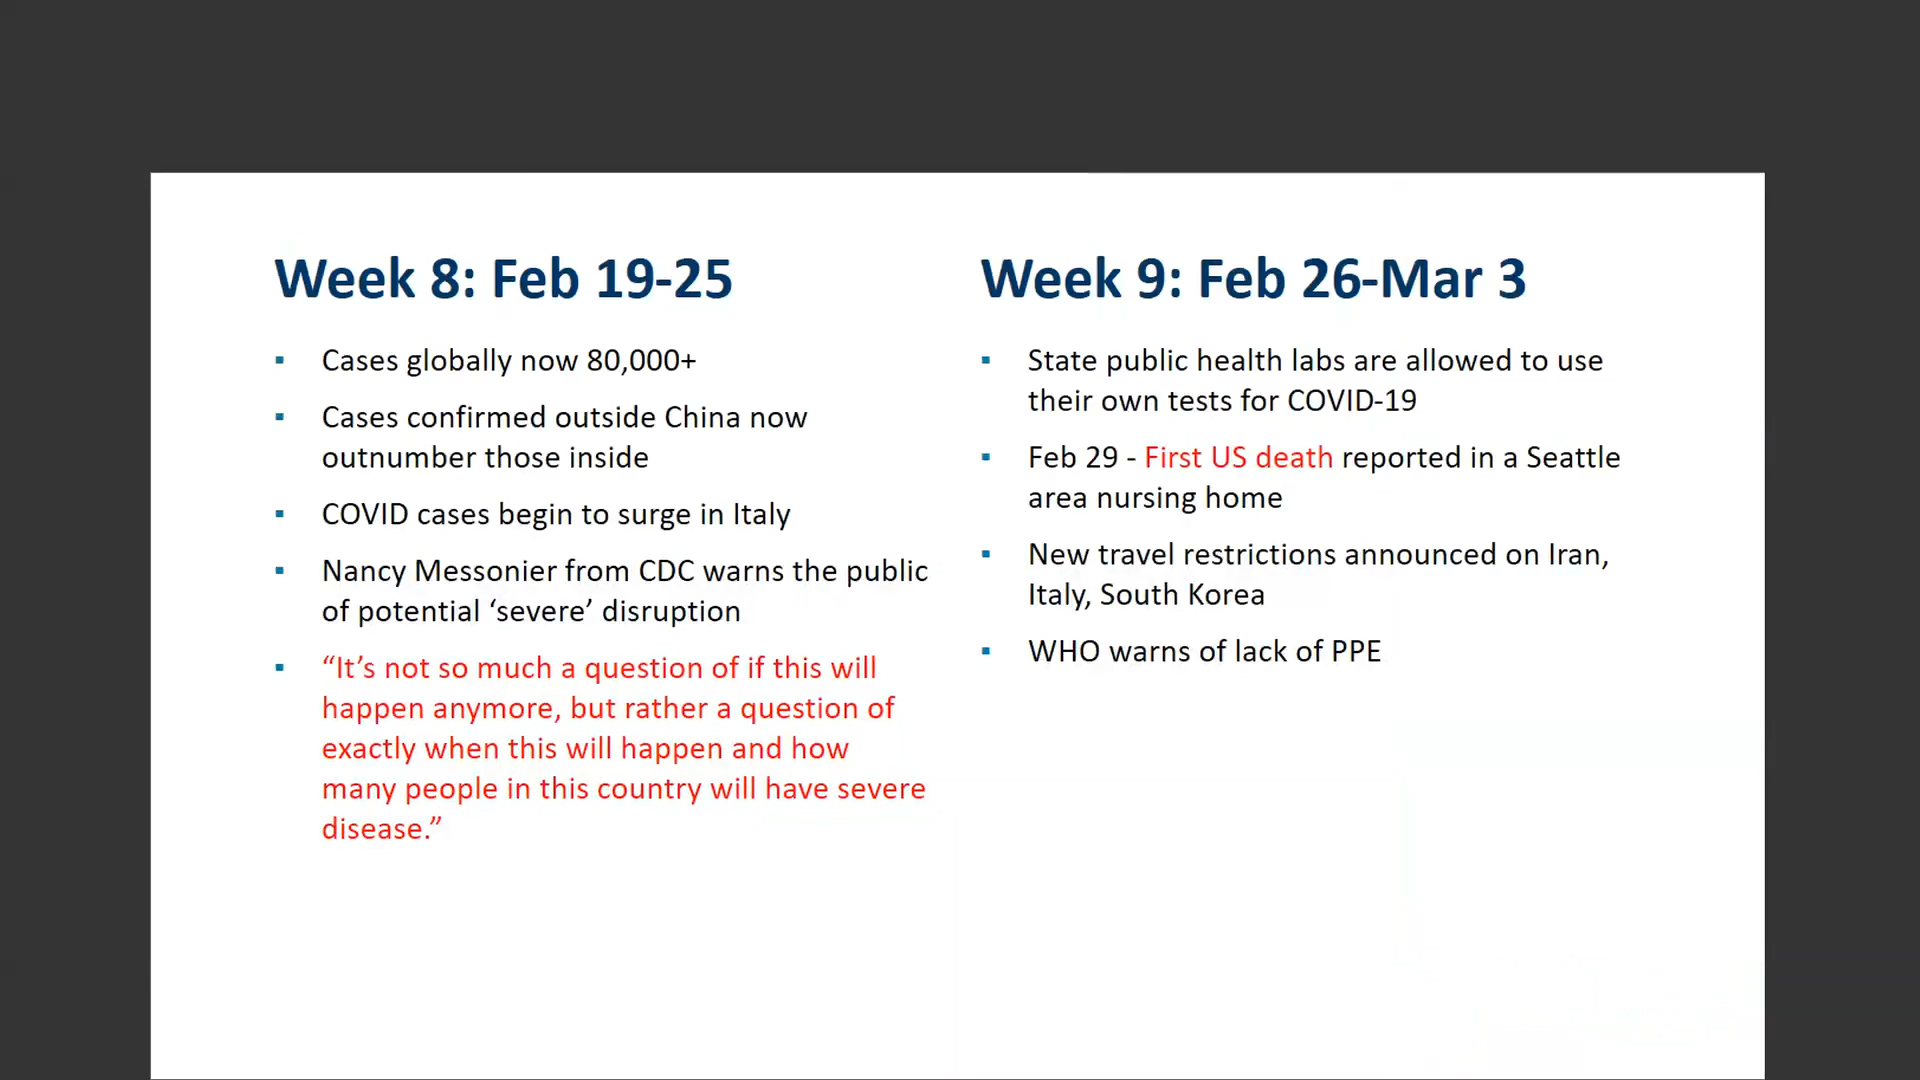 Week 8: Feb 19-25
▪ Cases globally now 80,000+
▪ Cases confirmed outside China now
outnumber those inside
▪ COVID cases begin to surge in Italy
▪ Nancy Messonier from CDC warns the public
of potential ‘severe’ disruption
▪ “It’s not so much a question of if this will
happen anymore, but rather a question of
exactly when this will happen and how
many people in this country will have severe
disease.”
Week 9: Feb 26-Mar 3
▪ State public health labs are allowed to use
their own tests for COVID-19
▪ Feb 29 - First US death reported in a Seattle
area nursing home
▪ New travel restrictions announced on Iran,
Italy, South Korea
▪ WHO warns of lack of PPE